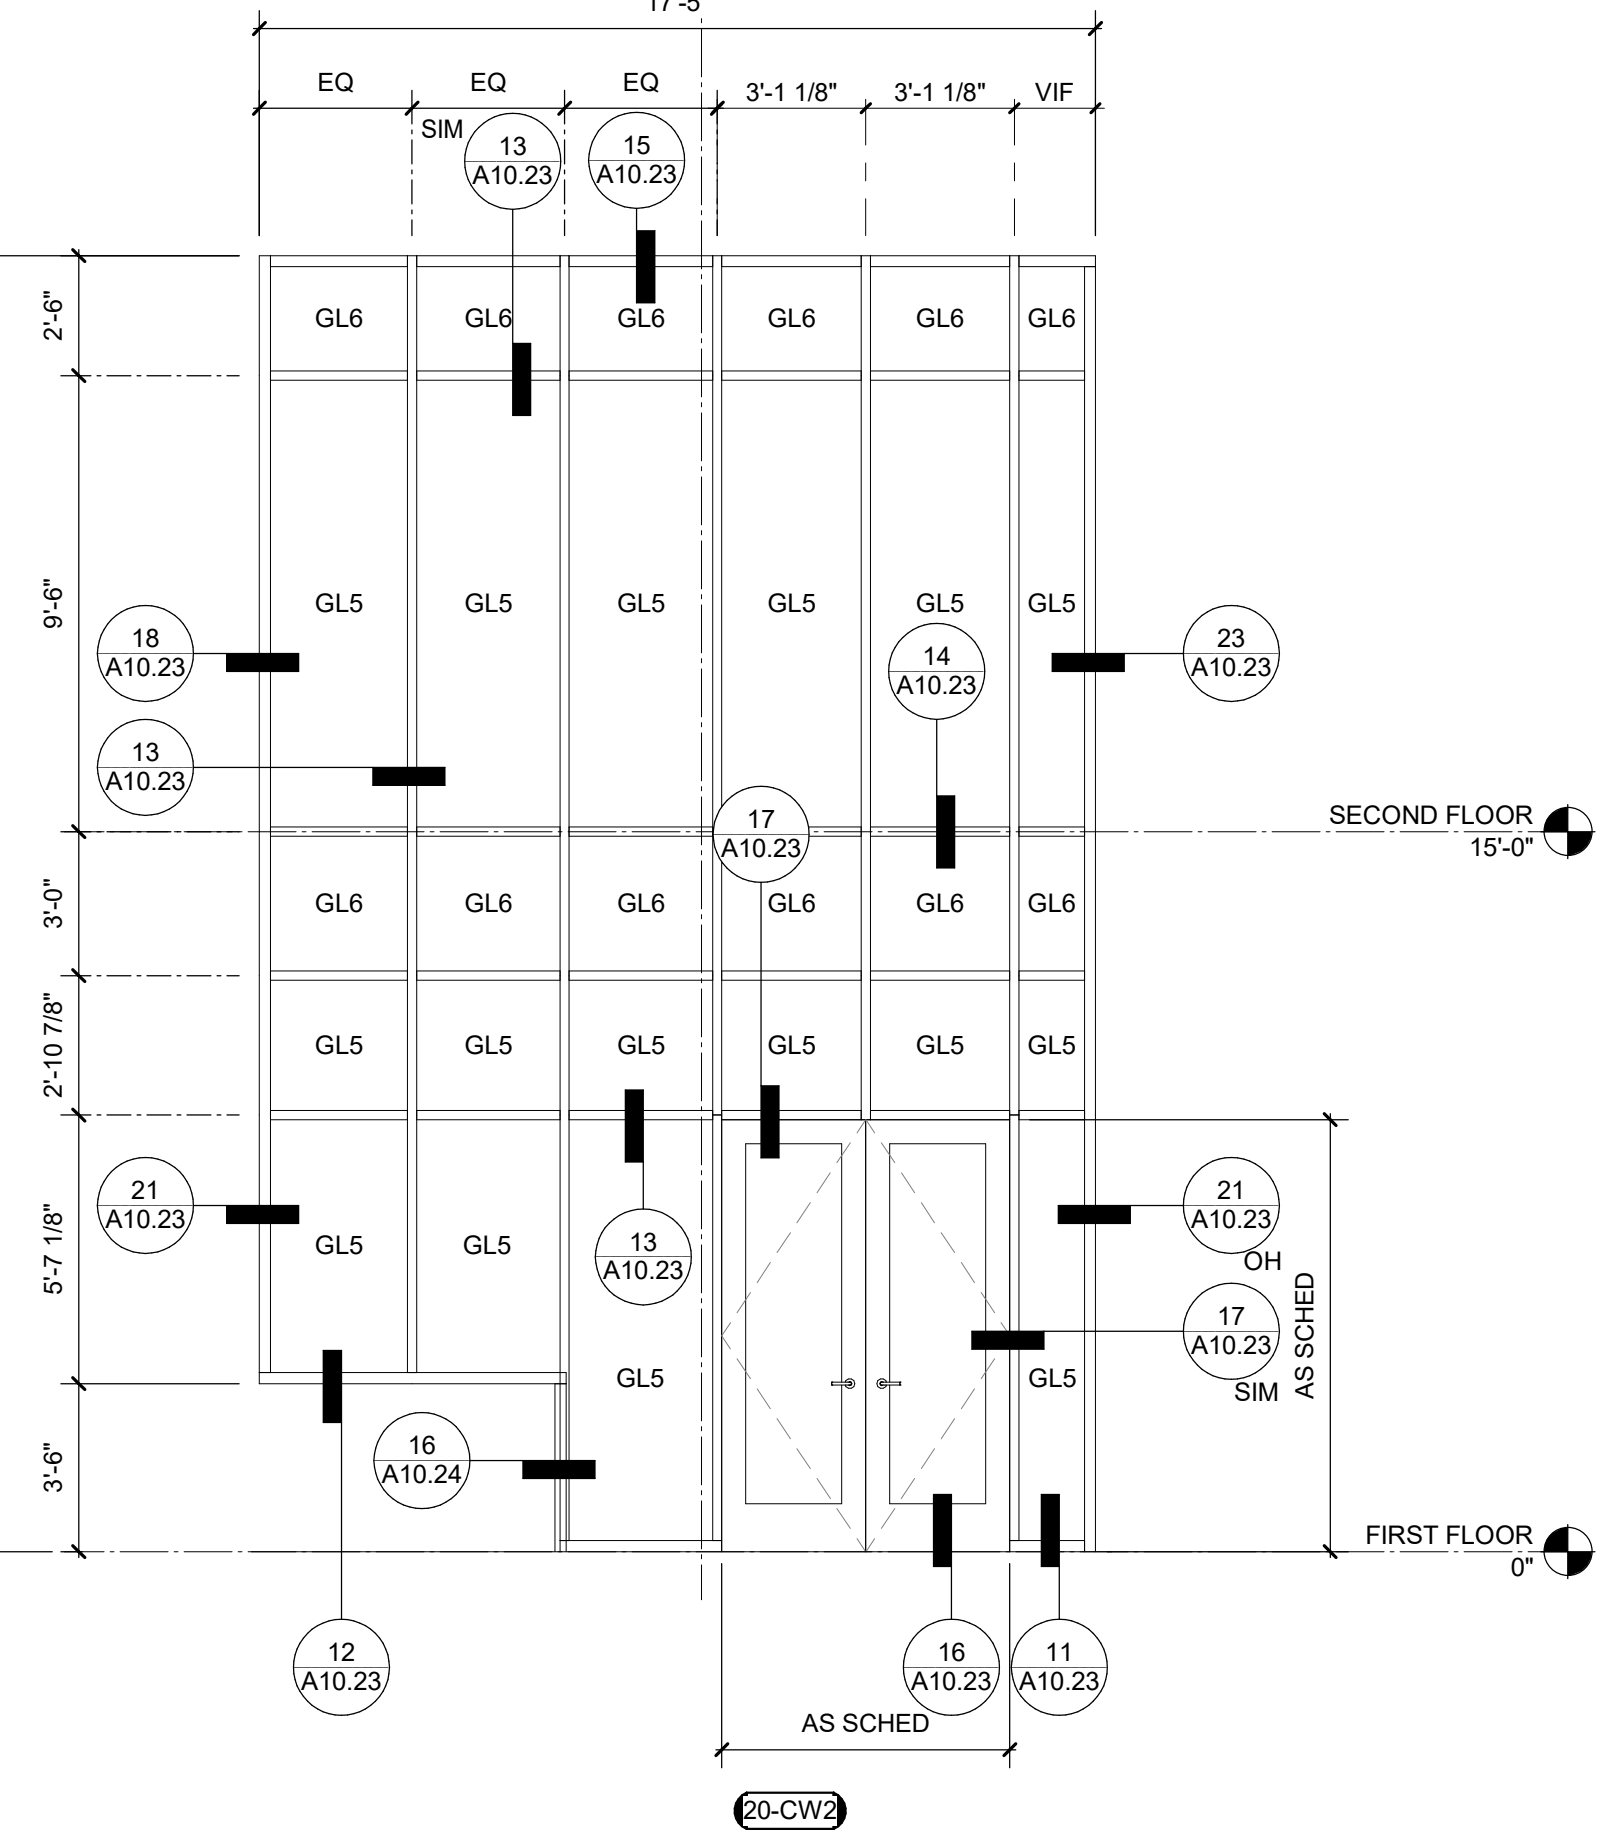 17'-5
EQ
EQ
EQ
3'-1 1/8"
3'-1 1/8"
VIF
SIM
13
A10.23
15
A10.23
2'-6"
GL6
GL6
GL6
GL6
GL6
GL6
9'-6"
GL5
GL5
GL5
GL5
GL5
GL5
18
A10.23
14
A10.23
23
A10.23
13
A10.23
17
A10.23
SECOND FLOOR
15'-0"
3'-0"
GL6
GL6
GL6
GL6
GL6
GL6
2'-10 7/8"
GL5
GL5
GL5
GL5
GL5
GL5
21
A10.23
5'-7 1/8"
GL5
GL5
13
A10.23
21
A10.23
OH
17
A10.23
SIM
AS SCHED
GL5
GL5
3'-6"
16
A10.24
FIRST FLOOR
0"
12
A10.23
16
A10.23
11
A10.23
AS SCHED
20-CW2